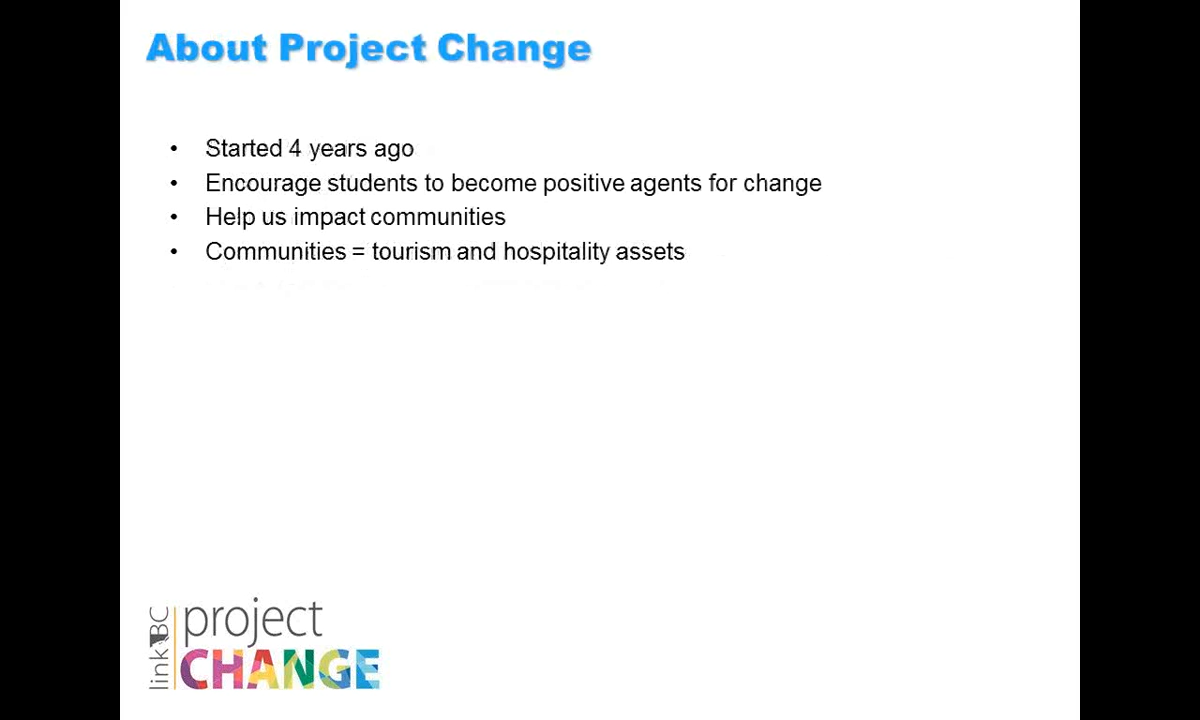 About Project Change
• Started 4 years ago
• Encourage students to become positive agents for change
• Help us impact communities
• Communities = tourism and hospitality assets
linkBC
project
CHANGE